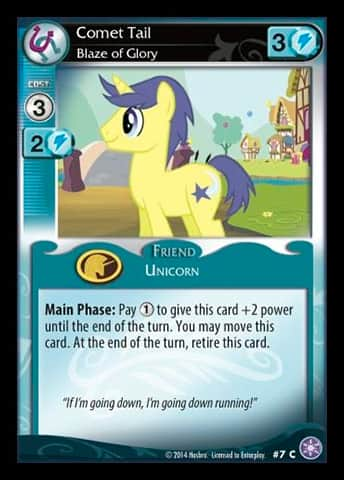 Comet Tail
Blaze of Glory
3
COST:
3
2
FRIEND
UNICORN
Main Phase: Pay 1 to give this card +2 power
until the end of the turn. You may move this
card. At the end of the turn, retire this card.
"If I'm going down, I'm going down running!"
© 2014 Hasbro. Licensed to Enterplay. #7 C